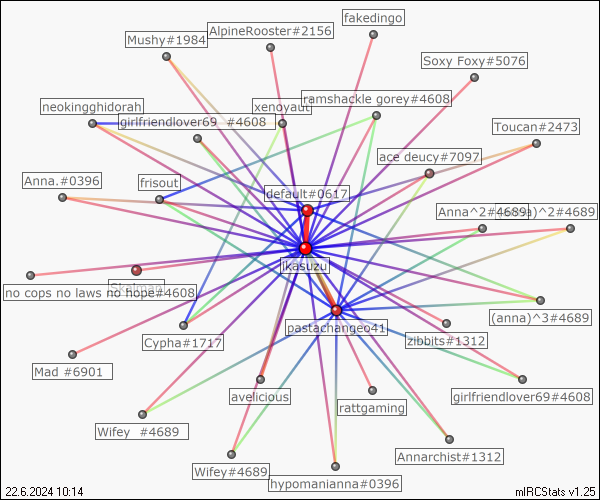 fakedingo
AlpineRooster#2156
Mushy#1984
Soxy Foxy#5076
neokingghidorah
xenoyaut
ramshackle gorey#4608
girlfriendlover69 #4608
Toucan#2473
ace deucy#7097
Anna.#0396
frisout
default#0617
Anna^2#4689
)^2#4689
ikasuzu
no cops no laws no hope#4608
pastachangeo41
(anna)^3#4689
Cypha#1717
zibbits#1312
Mad #6901
avelicious
girlfriendlover69#4608
rattgaming
Wifey #4689
Annarchist#1312
Wifey#4689
hypomanianna#0396
22.6.2024 10:14
mIRCStats v1.25